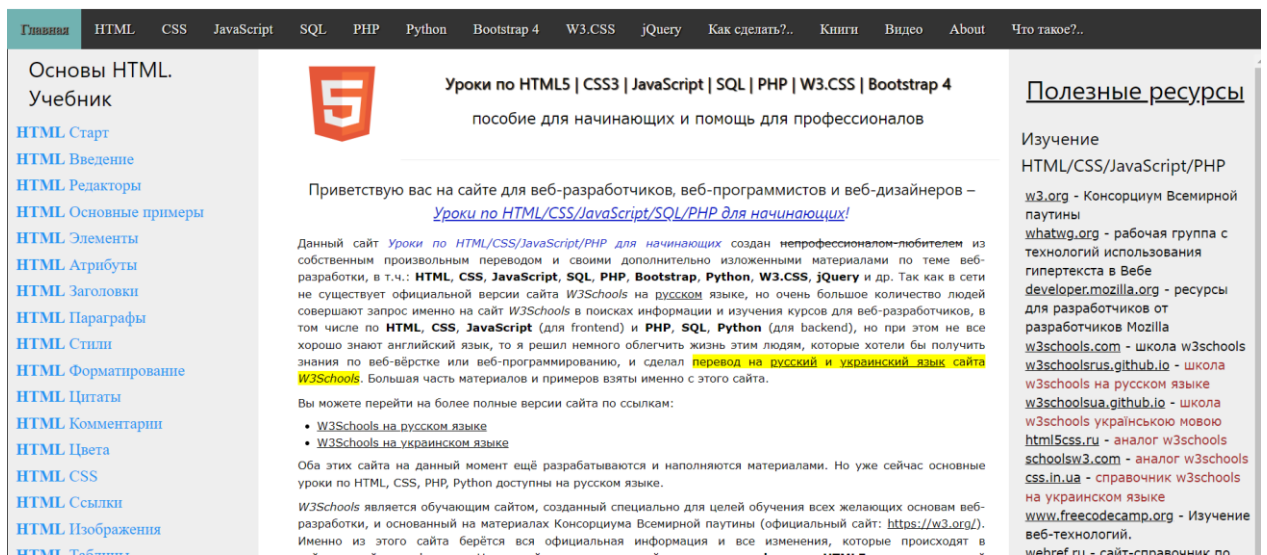 Главная HTML CSS JavaScript SQL PHP Python Bootstrap 4 W3.CSS jQuery Как сделать?.. Книги Видео About Что такое?..
Основы HTML.
Учебник
HTML Старт
HTML Введение
HTML Редакторы
HTML Основные примеры
HTML Элементы
HTML Атрибуты
HTML Заголовки
HTML Параграфы
HTML Стили
HTML Форматирование
HTML Цитаты
HTML Комментарии
HTML Цвета
HTML CSS
HTML Ссылки
HTML Изображения
HTML Таблицы
5
Уроки по HTML5 | CSS3 | JavaScript | SQL | PHP | W3.CSS | Bootstrap 4
пособие для начинающих и помощь для профессионалов
Приветствую вас на сайте для веб-разработчиков, веб-программистов и веб-дизайнеров –
Уроки по HTML/CSS/JavaScript/SQL/PHP для начинающих!
Данный сайт Уроки по HTML/CSS/JavaScript/PHP для начинающих создан непрофессионалом-любителем из
собственным произвольным переводом и своими дополнительно изложенными материалами по теме веб-
разработки, в т.ч.: HTML, CSS, JavaScript, SQL, PHP, Bootstrap, Python, W3.CSS, jQuery и др. Так как в сети
не существует официальной версии сайта W3Schools на русском языке, но очень большое количество людей
совершают запрос именно на сайт W3Schools в поисках информации и изучения курсов для веб-разработчиков, в
том числе по HTML, CSS, JavaScript (для frontend) и PHP, SQL, Python (для backend), но при этом не все
хорошо знают английский язык, то я решил немного облегчить жизнь этим людям, которые хотели бы получить
знания по веб-вёрстке или веб-программированию, и сделал перевод на русский и украинский язык сайта
W3Schools. Большая часть материалов и примеров взяты именно с этого сайта.
Вы можете перейти на более полные версии сайта по ссылкам:
• W3Schools на русском языке
• W3Schools на украинском языке
Оба этих сайта на данный момент ещё разрабатываются и наполняются материалами. Но уже сейчас основные
уроки по HTML, CSS, PHP, Python доступны на русском языке.
W3Schools является обучающим сайтом, созданный специально для целей обучения всех желающих основам веб-
разработки, и основанный на материалах Консорциума Всемирной паутины (официальный сайт: https://w3.org/).
Именно из этого сайта берётся вся официальная информация и все изменения, которые происходят в
Полезные ресурсы
Изучение
HTML/CSS/JavaScript/PHP
w3.org - Консорциум Всемирной
паутины
whatwg.org - рабочая группа с
технологий использования
гипертекста в Вебе
developer.mozilla.org - ресурсы
для разработчиков от
разработчиков Mozilla
w3schools.com - школа w3schools
w3schoolsrus.github.io - школа
w3schools на русском языке
w3schoolsua.github.io - школа
w3schools українською мовою
html5css.ru - аналог w3schools
schoolsw3.com - аналог w3schools
css.in.ua - справочник w3schools
на украинском языке
www.freecodecamp.org - Изучение
веб-технологий.
webref.ru - сайт-справочник по